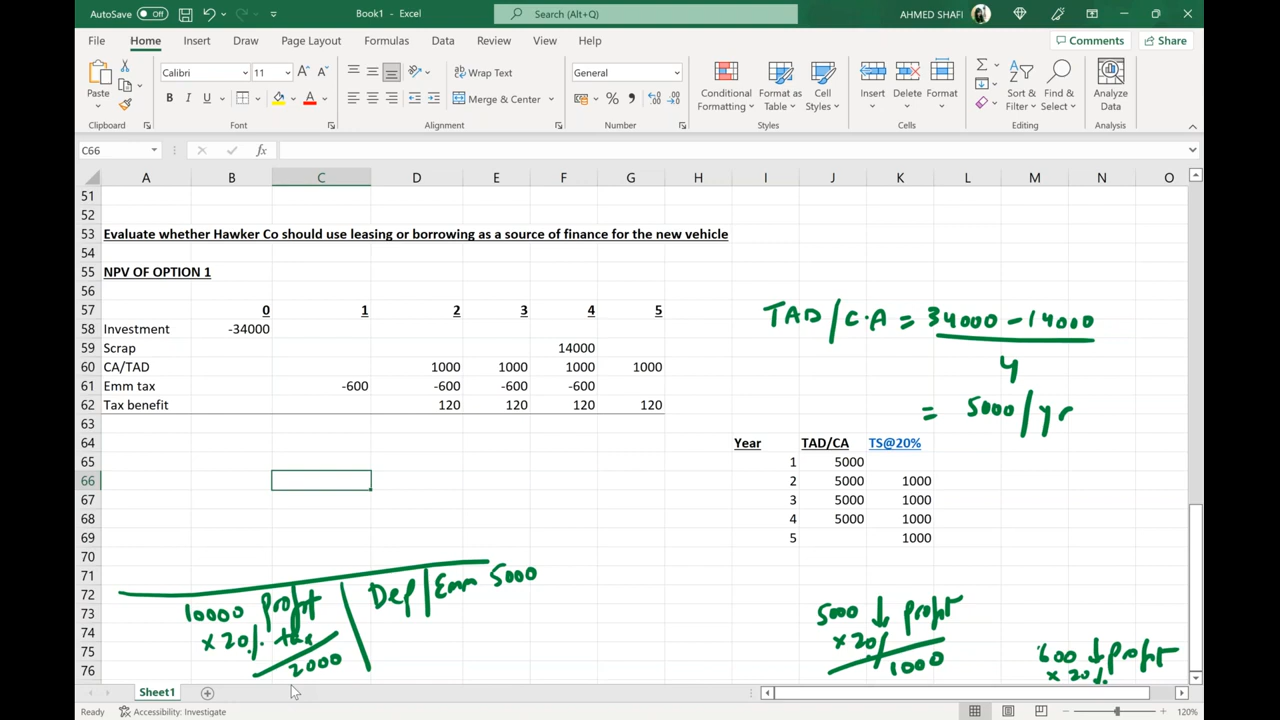 AutoSave Off Book1 - Excel Search (Alt+Q) AHMED SHAFI
File Home Insert Draw Page Layout Formulas Data Review View Help Comments Share
Calibri 11 Wrap Text General
Paste B I U Merge & Center % Conditional Formatting Format as Table Cell Styles Insert Delete Format Sort & Filter Find & Select Analyze Data
Clipboard Font Alignment Number Styles Cells Editing Analysis
C66 fx
A B C D E F G H I J K L M N O
51
52
53 Evaluate whether Hawker Co should use leasing or borrowing as a source of finance for the new vehicle
54
55 NPV OF OPTION 1
56
57 0 1 2 3 4 5
58 Investment -34000
59 Scrap 14000
60 CA/TAD 1000 1000 1000 1000
61 Emm tax -600 -600 -600 -600
62 Tax benefit 120 120 120 120
63
TAD/C.A = 34000 - 14000
4
= 5000/yr
64 Year TAD/CA TS@20%
65 1 5000
66 2 5000 1000
67 3 5000 1000
68 4 5000 1000
69 5 1000
70
71
72
73
74
75
76
10000 profit
x 20% tax
2000
Dep Emm 5000
5000 ↓ profit
x 20%
1000
600 ↓ profit
x 20%
Sheet1
Ready Accessibility: Investigate 120%